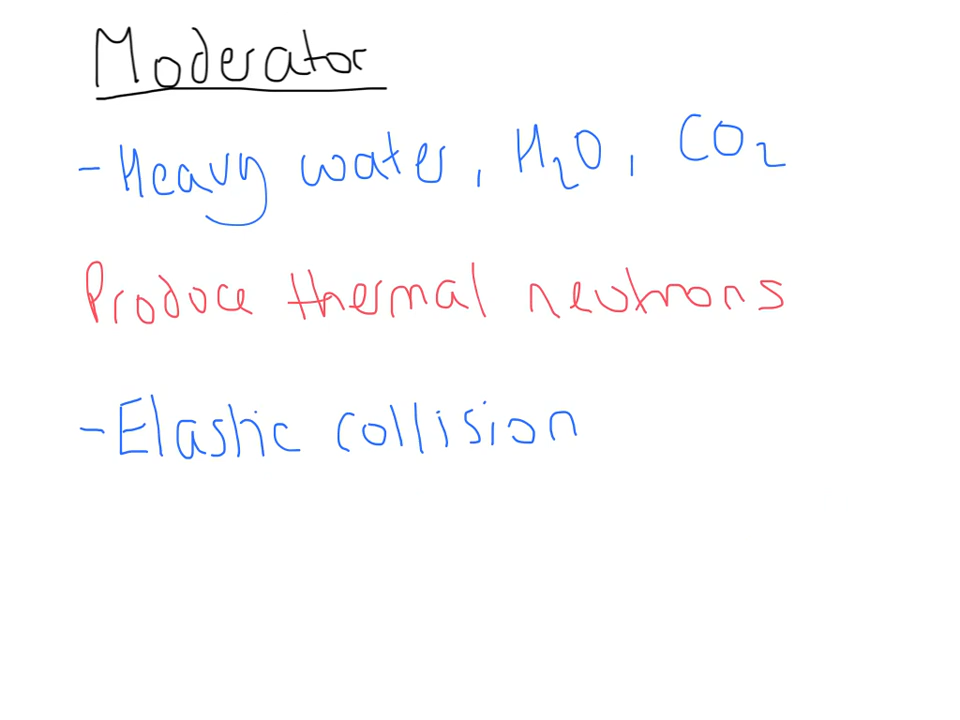 Moderator
- Heavy water, H₂O, CO₂
Produce thermal neutrons
- Elastic collision